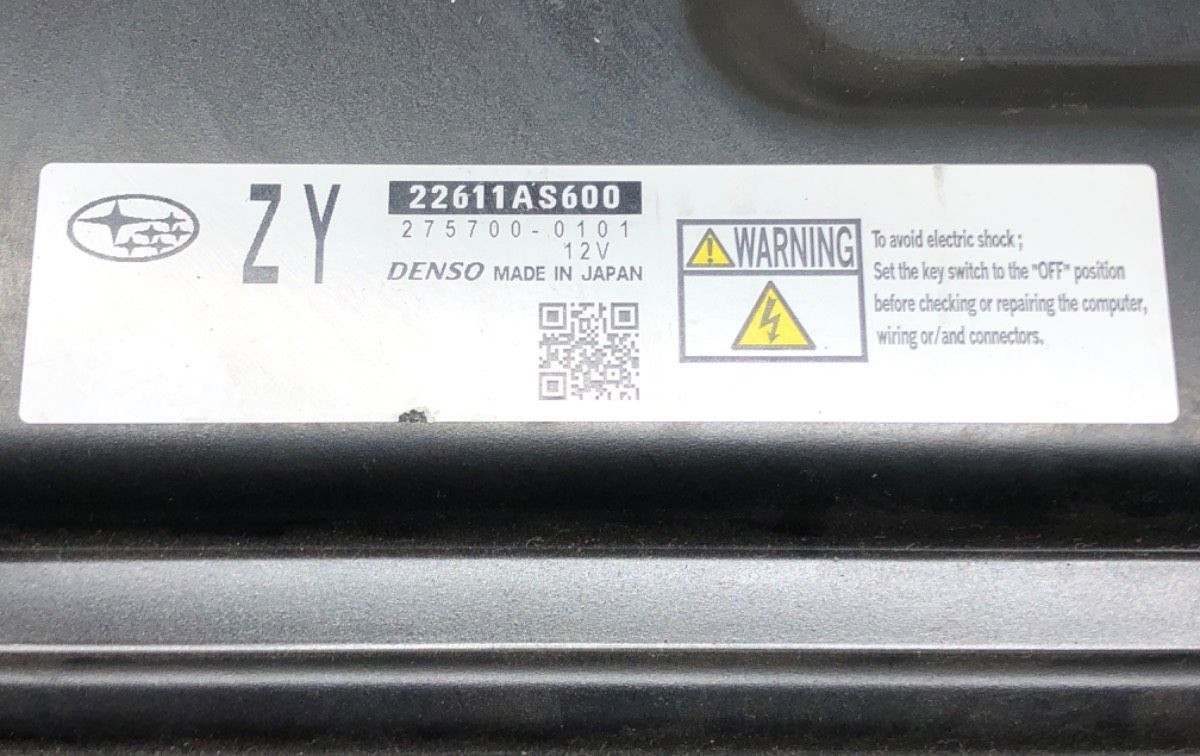 ZY
22611AS600
275700-0101
12V
DENSO MADE IN JAPAN
WARNING
To avoid electric shock;
Set the key switch to the "OFF" position
before checking or repairing the computer,
wiring or/and connectors.